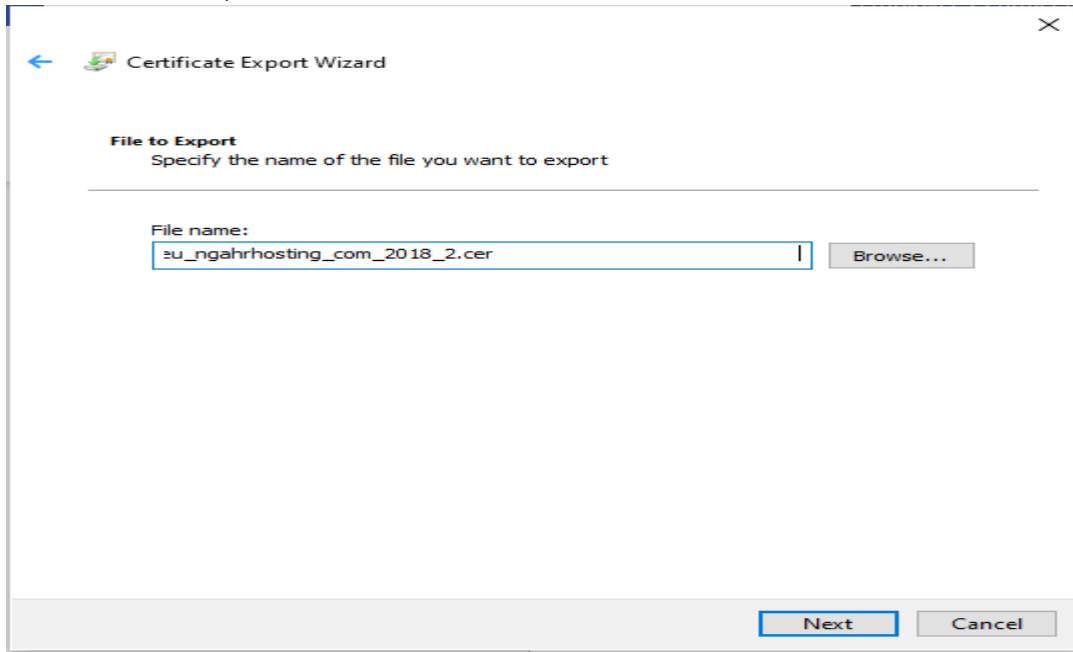 Certificate Export Wizard
File to Export
Specify the name of the file you want to export
File name:
eu_ngahrhosting_com_2018_2.cer
Browse...
Next
Cancel